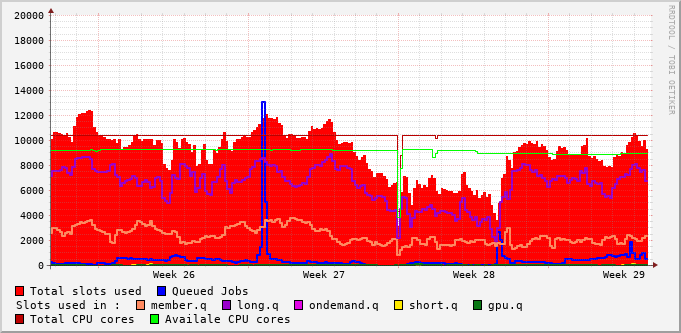 20000
18000
16000
14000
12000
10000
8000
6000
4000
2000
0
Week 26 Week 27 Week 28 Week 29
Total slots used Queued Jobs
Slots used in : member.q long.q ondemand.q short.q gpu.q
Total CPU cores Availale CPU cores
RRDTOOL / TOBI OETIKER